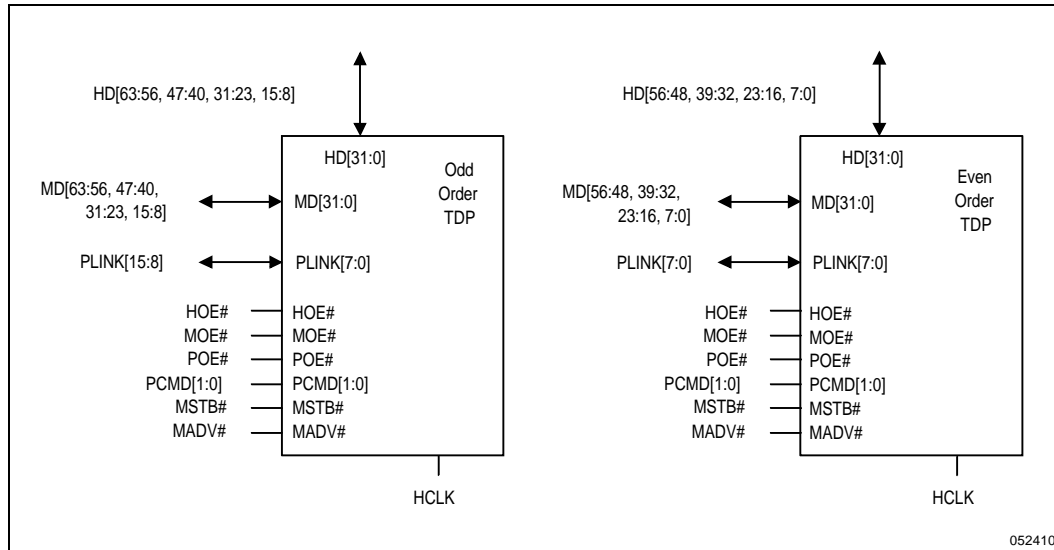 HD[63:56, 47:40, 31:23, 15:8]
HD[31:0]
Odd
Order
TDP
MD[63:56, 47:40,
31:23, 15:8]
MD[31:0]
PLINK[15:8]
PLINK[7:0]
HOE#
HOE#
MOE#
MOE#
POE#
POE#
PCMD[1:0]
PCMD[1:0]
MSTB#
MSTB#
MADV#
MADV#
HCLK
HD[56:48, 39:32, 23:16, 7:0]
HD[31:0]
Even
Order
TDP
MD[56:48, 39:32,
23:16, 7:0]
MD[31:0]
PLINK[7:0]
PLINK[7:0]
HOE#
HOE#
MOE#
MOE#
POE#
POE#
PCMD[1:0]
PCMD[1:0]
MSTB#
MSTB#
MADV#
MADV#
HCLK
052410